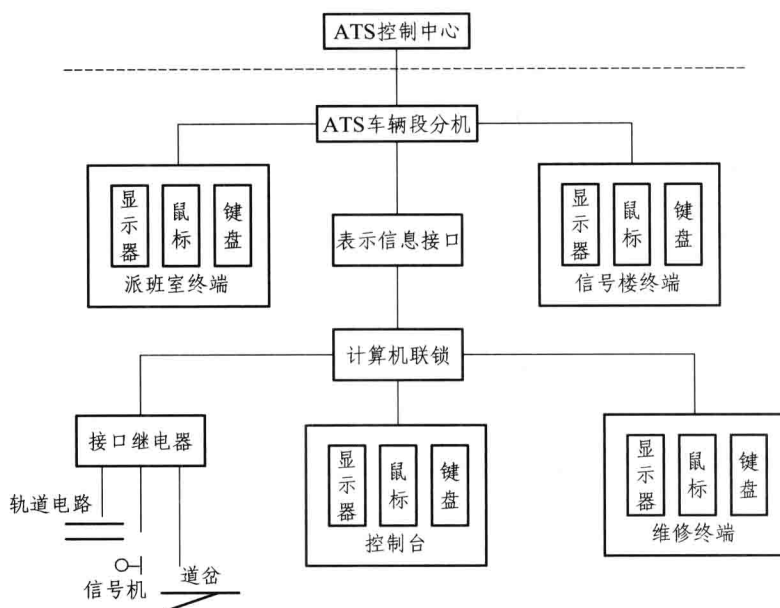 ATS控制中心
ATS车辆段分机
显示器
鼠标
键盘
派班室终端
表示信息接口
显示器
鼠标
键盘
信号楼终端
计算机联锁
接口继电器
轨道电路
信号机
道岔
显示器
鼠标
键盘
控制台
显示器
鼠标
键盘
维修终端